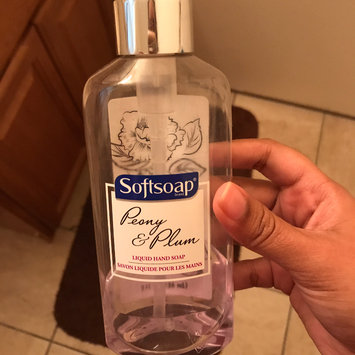 Softsoap®
Peony
& Plum
LIQUID HAND SOAP
SAVON LIQUIDE POUR LES MAINS